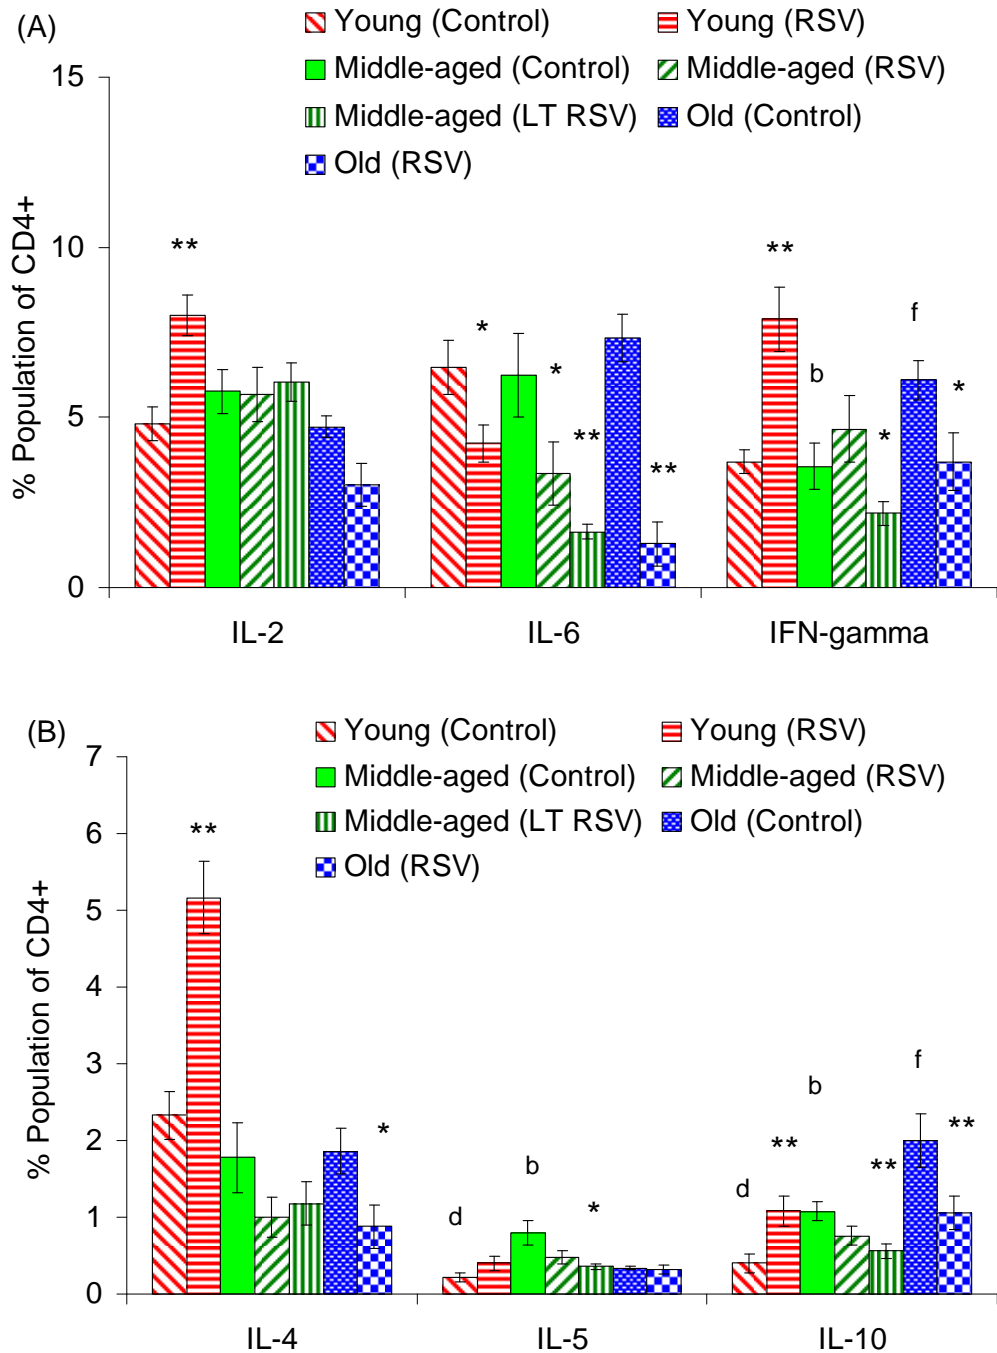 (A)
Young (Control) Young (RSV)
Middle-aged (Control) Middle-aged (RSV)
Middle-aged (LT RSV) Old (Control)
Old (RSV)
15
10
5
0
% Population of CD4+
** * * ** ** ** b * f *
IL-2 IL-6 IFN-gamma
(B)
Young (Control) Young (RSV)
Middle-aged (Control) Middle-aged (RSV)
Middle-aged (LT RSV) Old (Control)
Old (RSV)
7
6
5
4
3
2
1
0
% Population of CD4+
** * d b * d ** b ** f **
IL-4 IL-5 IL-10